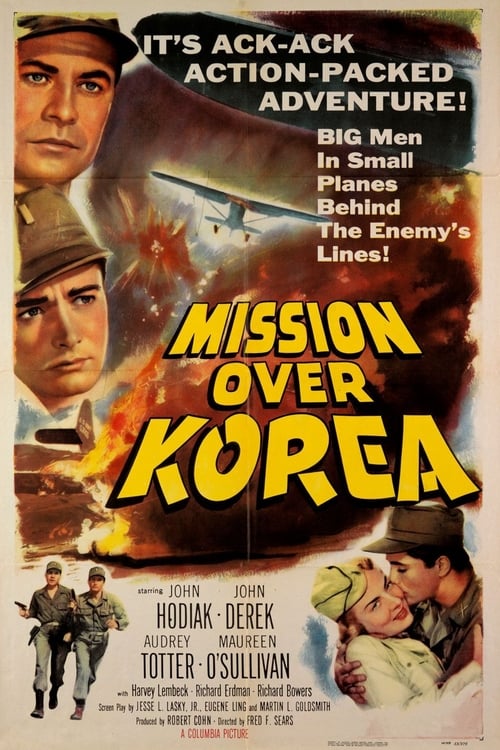 IT'S ACK-ACK
ACTION-PACKED
ADVENTURE!
BIG Men
In Small
Planes
Behind
The Enemy's
Lines!
MISSION
OVER
KOREA
starring JOHN JOHN
HODIAK · DEREK
AUDREY MAUREEN
TOTTER · O'SULLIVAN
with Harvey Lembeck · Richard Erdman · Richard Bowers
Screen Play by JESSE L. LASKY, JR., EUGENE LING and MARTIN L. GOLDSMITH
Produced by ROBERT COHN · Directed by FRED F. SEARS
A COLUMBIA PICTURE